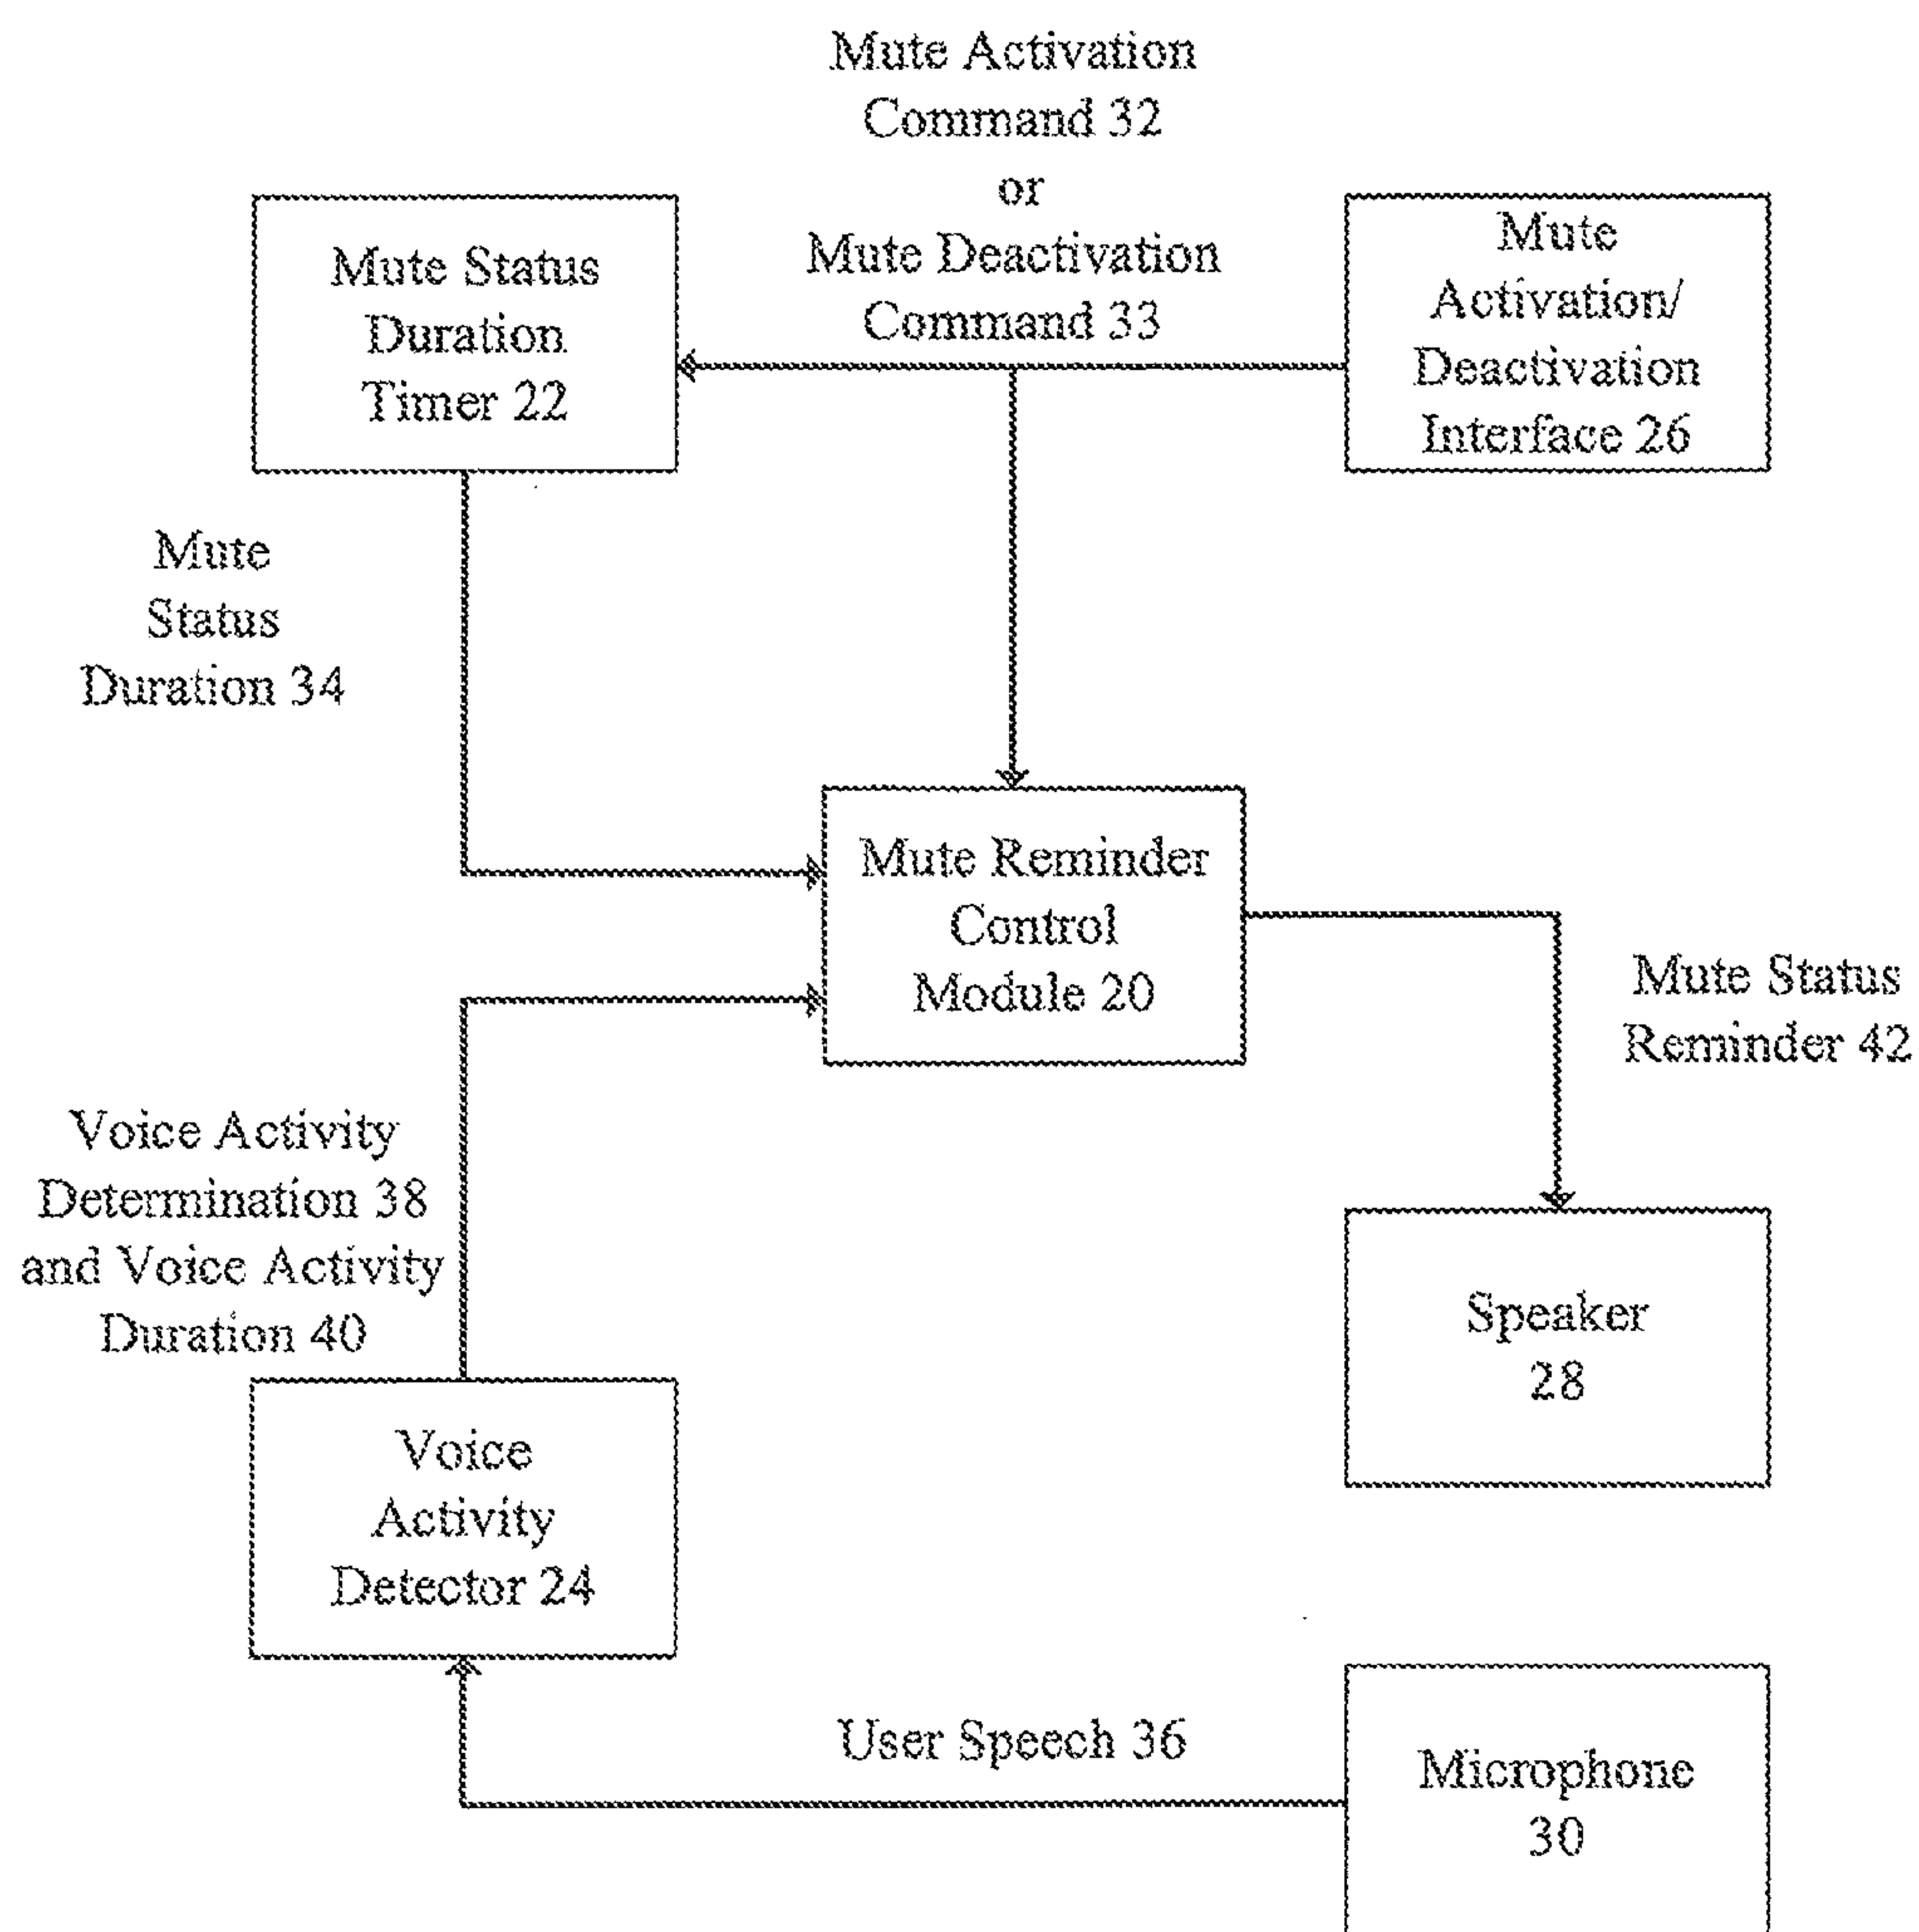 Mute Activation
Command 32
or
Mute Deactivation
Command 33
Mute Status
Duration
Timer 22
Mute
Activation/
Deactivation
Interface 26
Mute
Status
Duration 34
Mute Reminder
Control
Module 20
Mute Status
Reminder 42
Voice Activity
Determination 38
and Voice Activity
Duration 40
Speaker
28
Voice
Activity
Detector 24
User Speech 36
Microphone
30